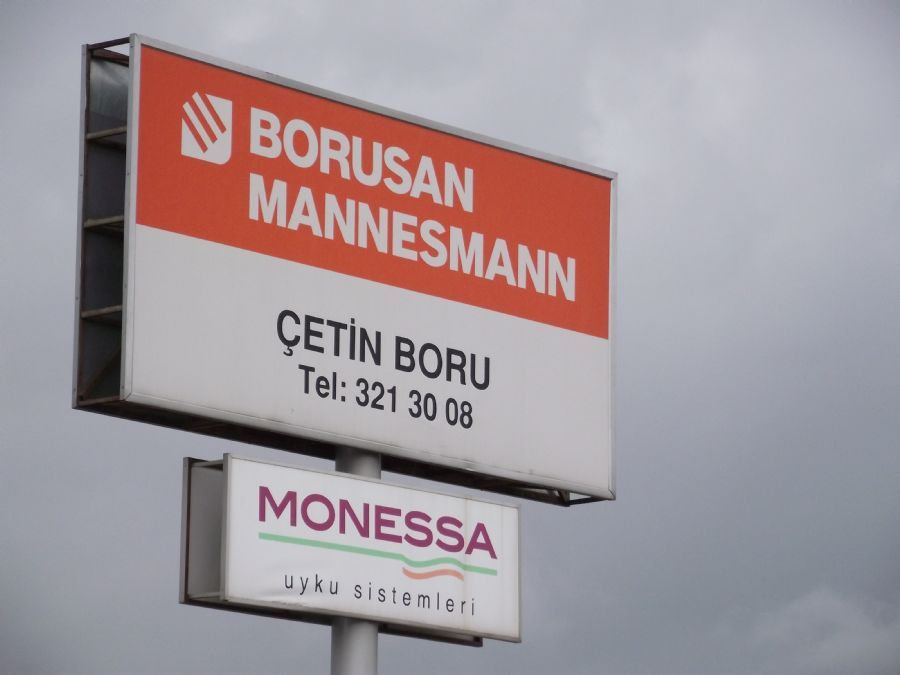 BORUSAN
MANNESMANN
ÇETİN BORU
Tel: 321 30 08
MONESSA
uyku sistemleri